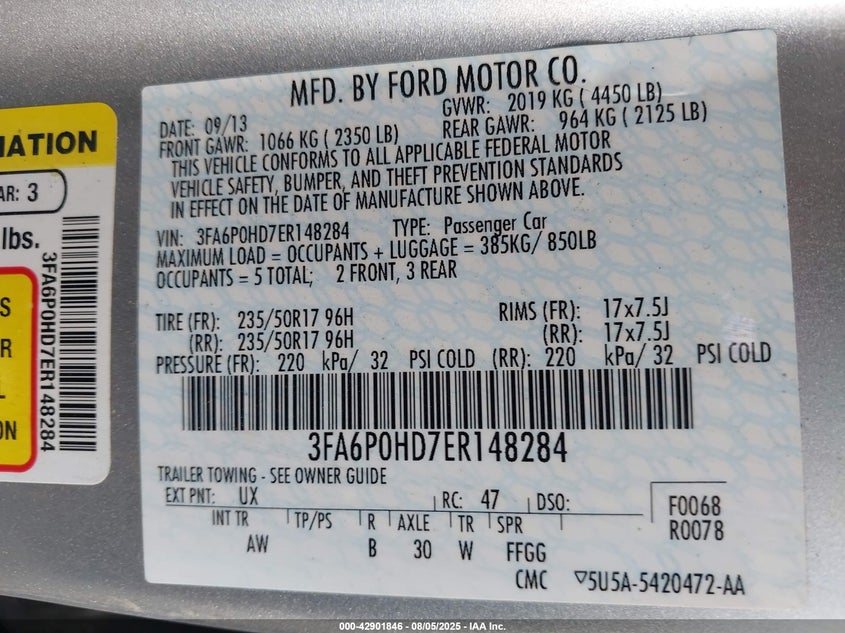 MFD. BY FORD MOTOR CO.
DATE: 09/13 GVWR: 2019 KG ( 4450 LB)
FRONT GAWR: 1066 KG ( 2350 LB) REAR GAWR: 964 KG ( 2125 LB)
THIS VEHICLE CONFORMS TO ALL APPLICABLE FEDERAL MOTOR
VEHICLE SAFETY, BUMPER, AND THEFT PREVENTION STANDARDS
IN EFFECT ON THE DATE OF MANUFACTURE SHOWN ABOVE.
VIN: 3FA6P0HD7ER148284 TYPE: Passenger Car
MAXIMUM LOAD = OCCUPANTS + LUGGAGE = 385KG/ 850LB
OCCUPANTS = 5 TOTAL; 2 FRONT, 3 REAR
TIRE (FR): 235/50R17 96H RIMS (FR): 17x7.5J
(RR): 235/50R17 96H (RR): 17x7.5J
PRESSURE (FR): 220 kPa/ 32 PSI COLD (RR): 220 kPa/ 32 PSI COLD
3FA6P0HD7ER148284
TRAILER TOWING - SEE OWNER GUIDE
EXT PNT: UX RC: 47 DSO:
INT TR TP/PS R AXLE TR SPR
AW B 30 W FFGG
F0068
R0078
CMC ▽5U5A-5420472-AA
AR: 3
lbs.
3FA6P0HD7ER148284
000-42901846 - 08/05/2025 - IAA Inc.